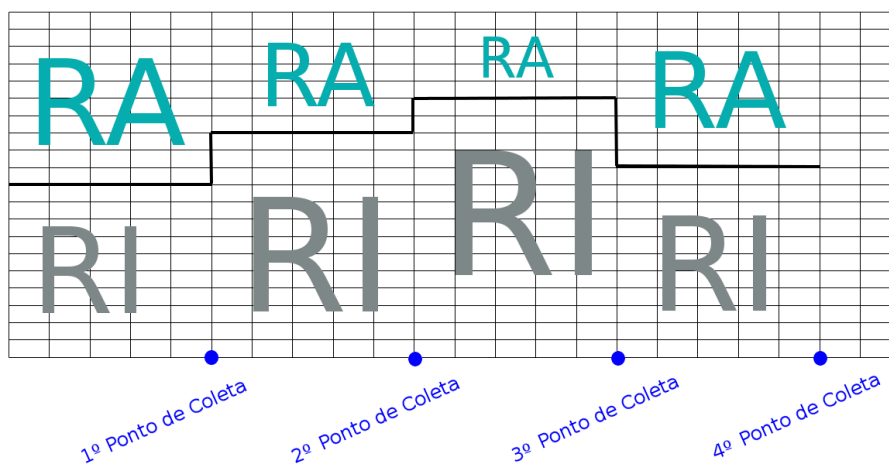 RA RA RA RA
RI RI RI RI
1º Ponto de Coleta 2º Ponto de Coleta 3º Ponto de Coleta 4º Ponto de Coleta